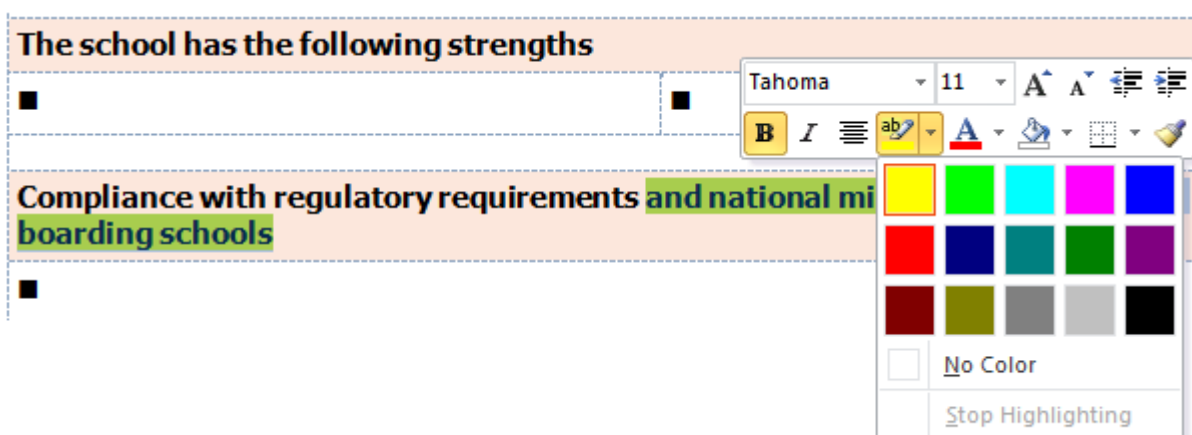 The school has the following strengths
Tahoma 11
Compliance with regulatory requirements and national mi
boarding schools
No Color
Stop Highlighting